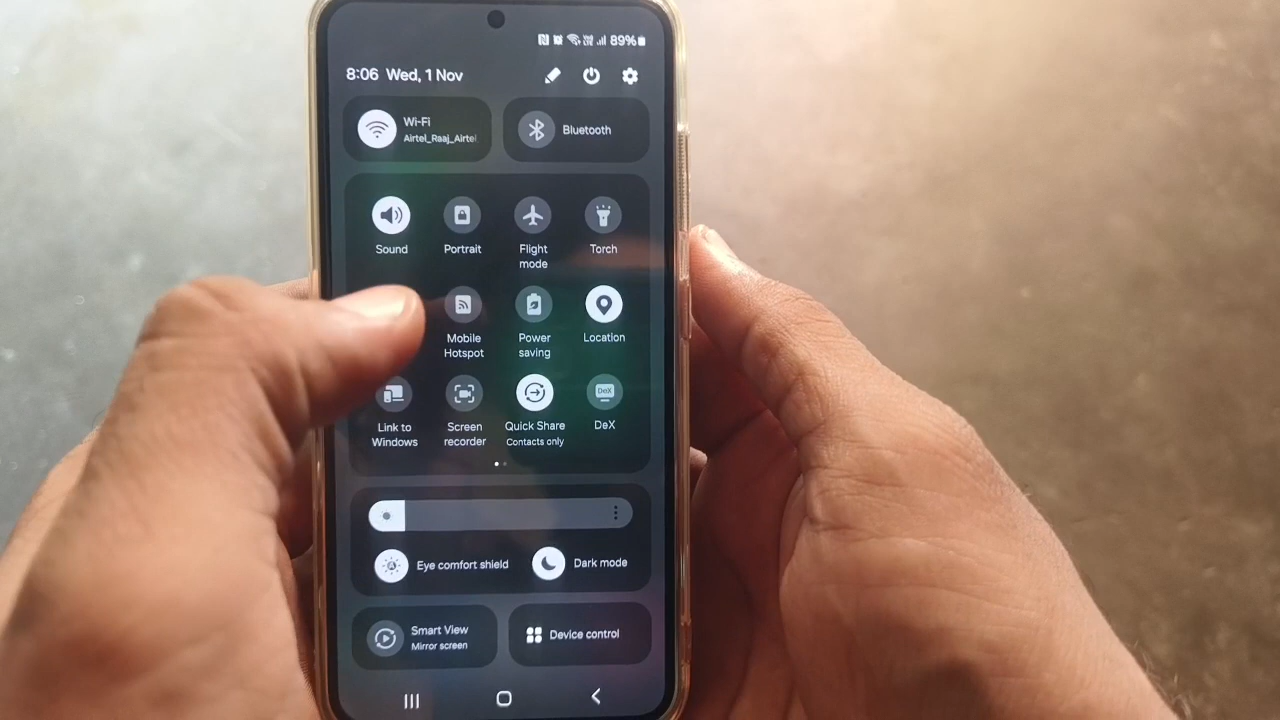 89%
8:06 Wed, 1 Nov
Wi-Fi
Airtel_Raaj_Airtel
Bluetooth
Sound
Portrait
Flight
mode
Torch
Mobile
Hotspot
Power
saving
Location
Link to
Windows
Screen
recorder
Quick Share
Contacts only
DeX
DeX
Eye comfort shield
Dark mode
Smart View
Mirror screen
Device control